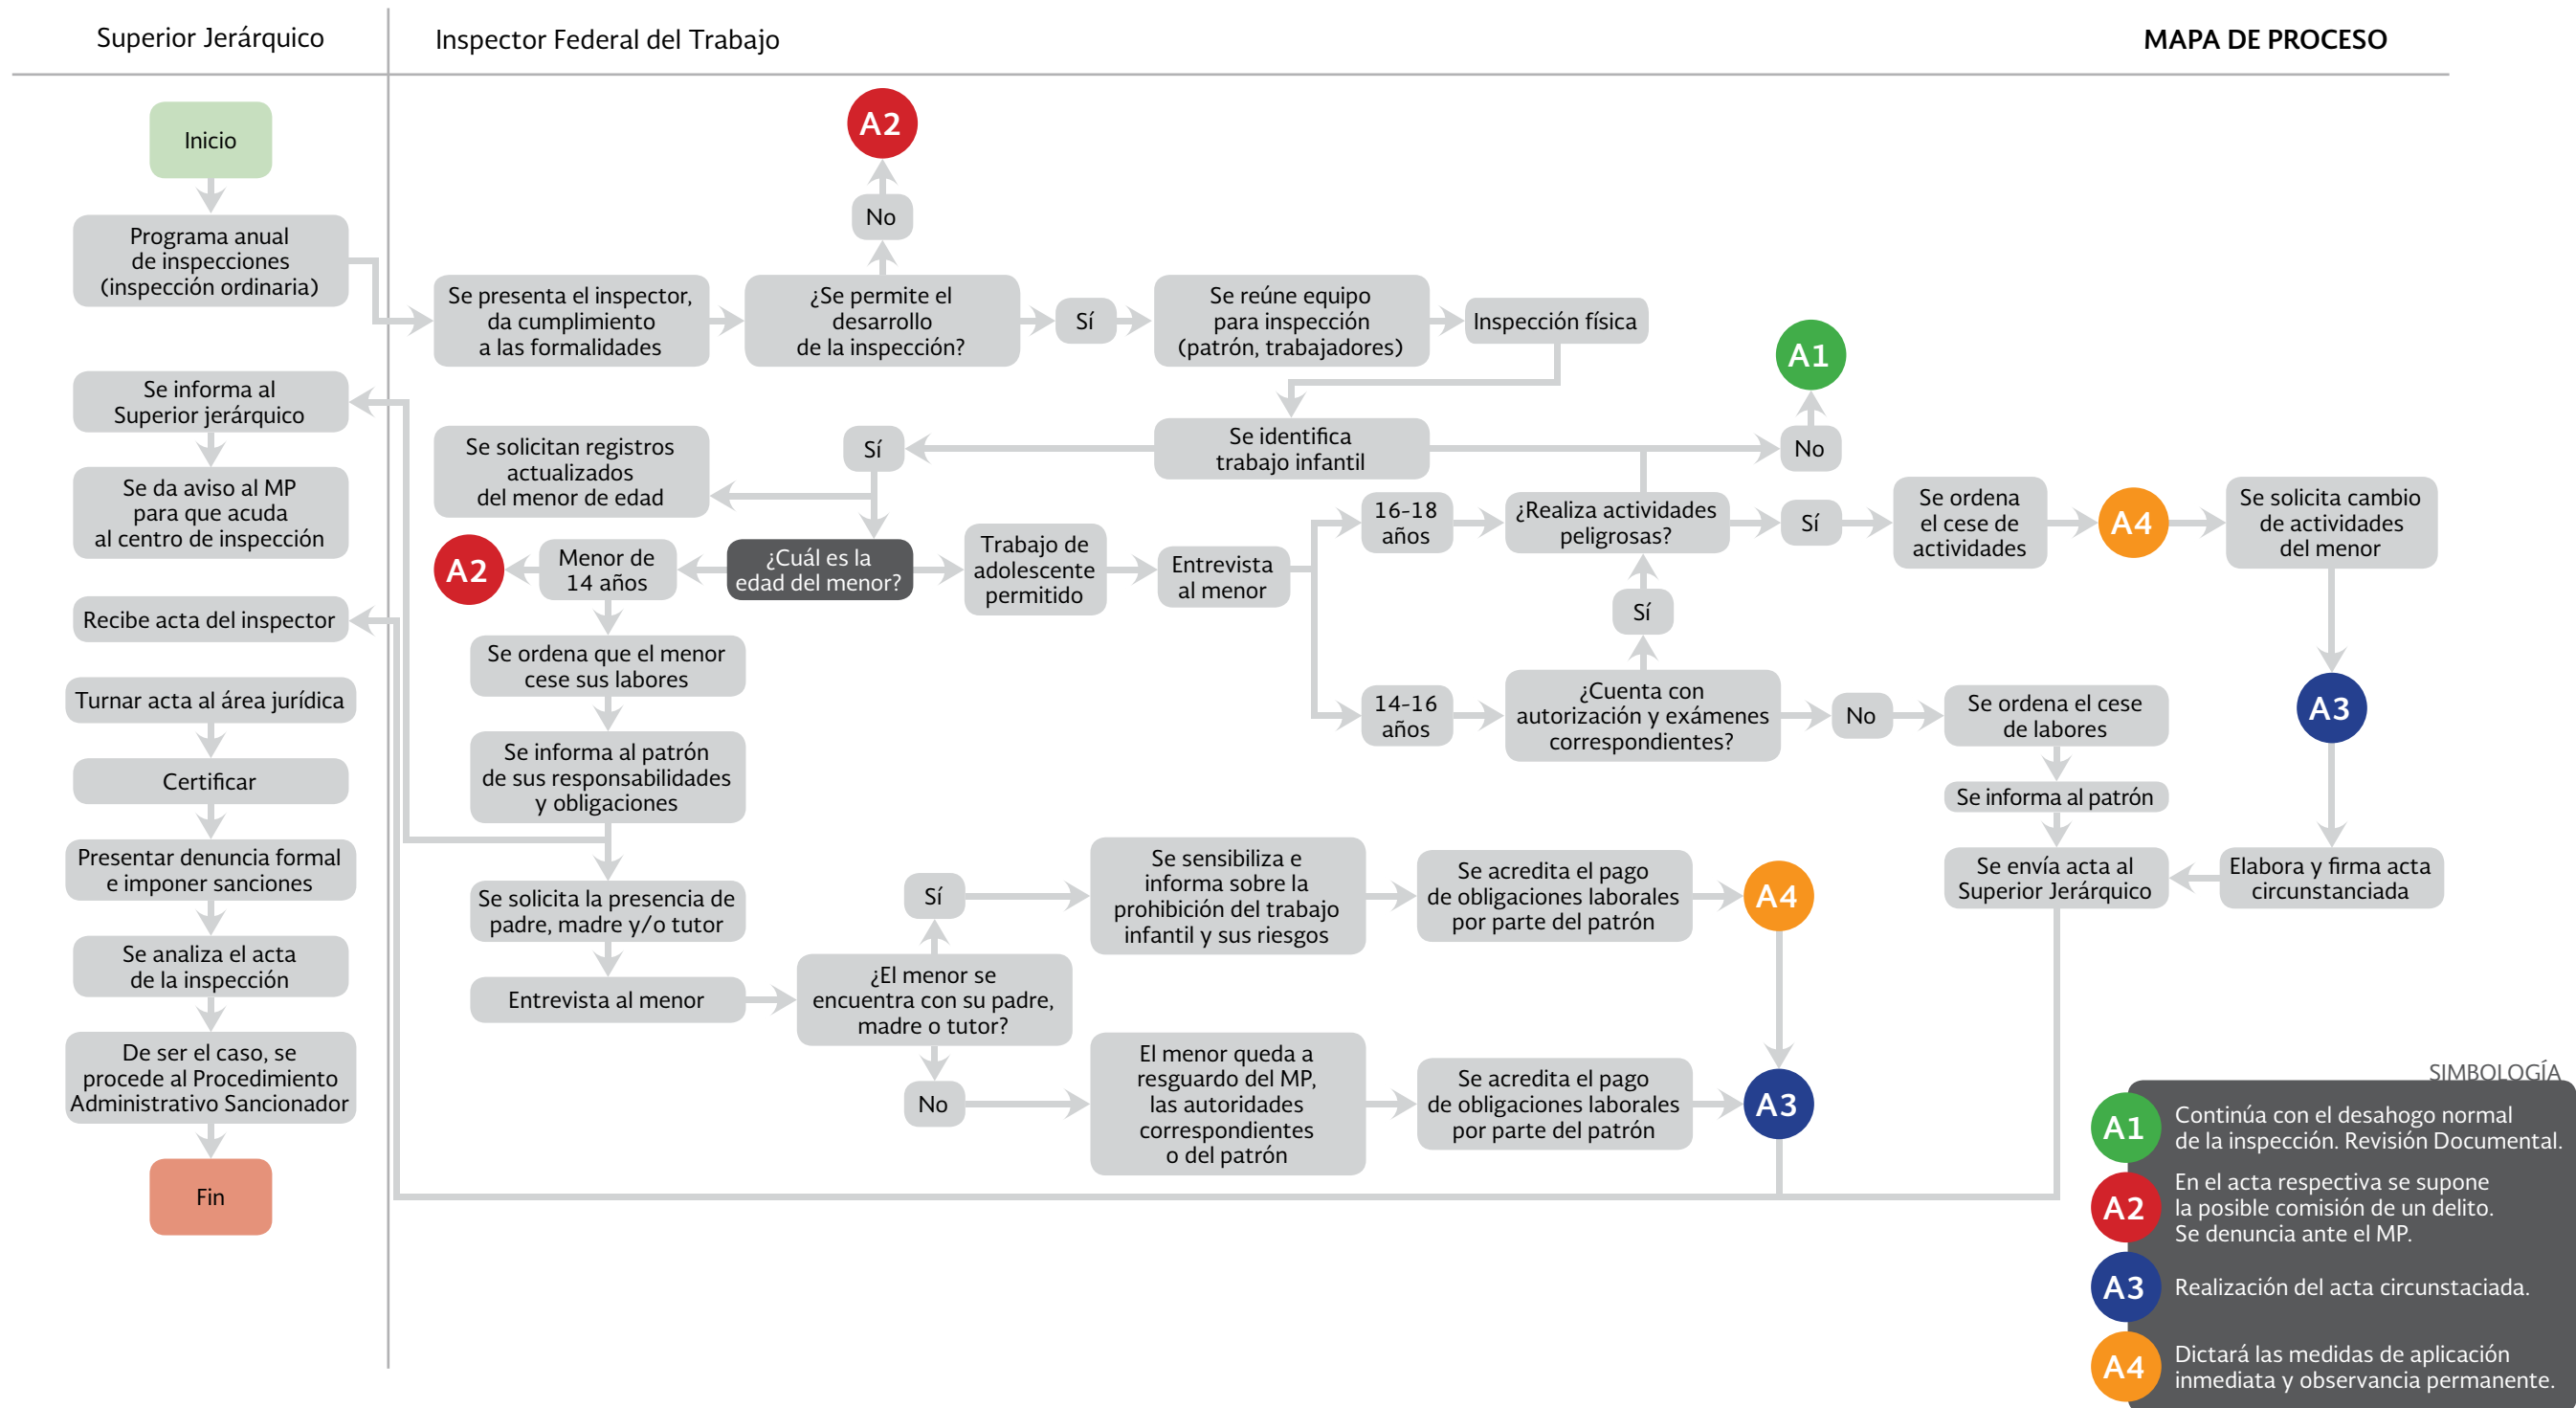 Superior Jerárquico
Inspector Federal del Trabajo
MAPA DE PROCESO
Inicio
Programa anual
de inspecciones
(inspección ordinaria)
Se informa al
Superior jerárquico
Se da aviso al MP
para que acuda
al centro de inspección
Recibe acta del inspector
Turnar acta al área jurídica
Certificar
Presentar denuncia formal
e imponer sanciones
Se analiza el acta
de la inspección
De ser el caso, se
procede al Procedimiento
Administrativo Sancionador
Fin
A2
No
Se presenta el inspector,
da cumplimiento
a las formalidades
¿Se permite el
desarrollo
de la inspección?
Sí
Se reúne equipo
para inspección
(patrón, trabajadores)
Inspección física
A1
No
Se identifica
trabajo infantil
Sí
Se solicitan registros
actualizados
del menor de edad
A2
Menor de
14 años
¿Cuál es la
edad del menor?
Trabajo de
adolescente
permitido
Entrevista
al menor
16-18
años
¿Realiza actividades
peligrosas?
Sí
Se ordena
el cese de
actividades
A4
Se solicita cambio
de actividades
del menor
Sí
14-16
años
¿Cuenta con
autorización y exámenes
correspondientes?
No
Se ordena el cese
de labores
A3
Se informa al patrón
Se envía acta al
Superior Jerárquico
Elabora y firma acta
circunstanciada
Se ordena que el menor
cese sus labores
Se informa al patrón
de sus responsabilidades
y obligaciones
Se solicita la presencia de
padre, madre y/o tutor
Entrevista al menor
¿El menor se
encuentra con su padre,
madre o tutor?
Sí
Se sensibiliza e
informa sobre la
prohibición del trabajo
infantil y sus riesgos
Se acredita el pago
de obligaciones laborales
por parte del patrón
A4
No
El menor queda a
resguardo del MP,
las autoridades
correspondientes
o del patrón
Se acredita el pago
de obligaciones laborales
por parte del patrón
A3
SIMBOLOGÍA
A1
Continúa con el desahogo normal
de la inspección. Revisión Documental.
A2
En el acta respectiva se supone
la posible comisión de un delito.
Se denuncia ante el MP.
A3
Realización del acta circunstaciada.
A4
Dictará las medidas de aplicación
inmediata y observancia permanente.